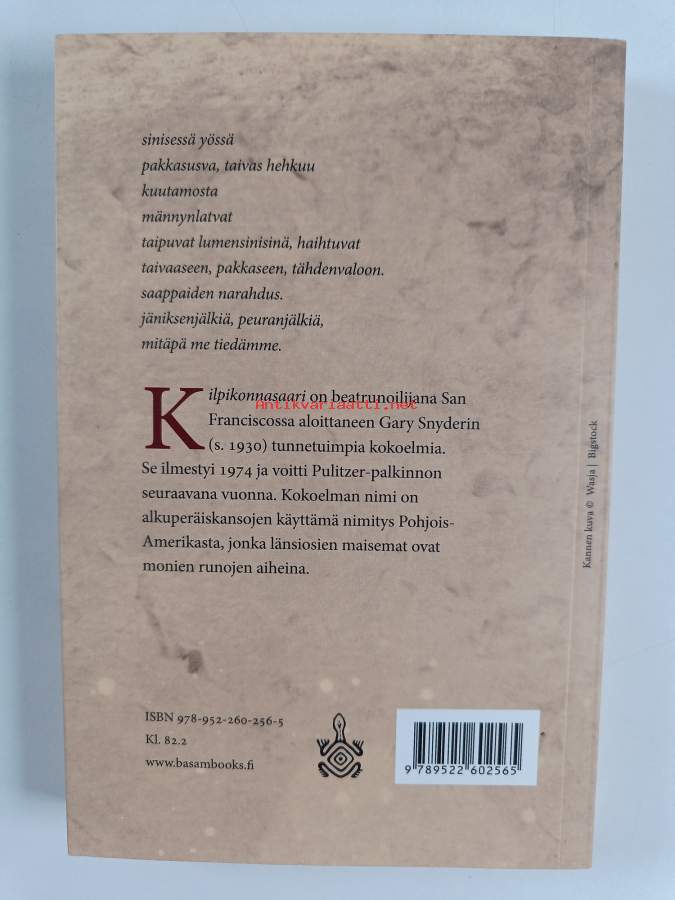 sinisessä yössä
pakkasusva, taivas hehkuu
kuutamosta
männynlatvat
taipuvat lumensinisinä, haihtuvat
taivaaseen, pakkaseen, tähdenvaloon.
saappaiden narahdus.
jäniksenjälkiä, peuranjälkiä,
mitäpä me tiedämme.
Kilpikonnasaari on beatrunoilijana San
Antikvariaatti.net
Franciscossa aloittaneen Gary Snyderin
(s. 1930) tunnetuimpia kokoelmia.
Se ilmestyi 1974 ja voitti Pulitzer-palkinnon
seuraavana vuonna. Kokoelman nimi on
alkuperäiskansojen käyttämä nimitys Pohjois-
Amerikasta, jonka länsiosien maisemat ovat
monien runojen aiheina.
Kannen kuva © Wasja | Bigstock
ISBN 978-952-260-256-5
Kl. 82.2
www.basambooks.fi
9 789522 602565